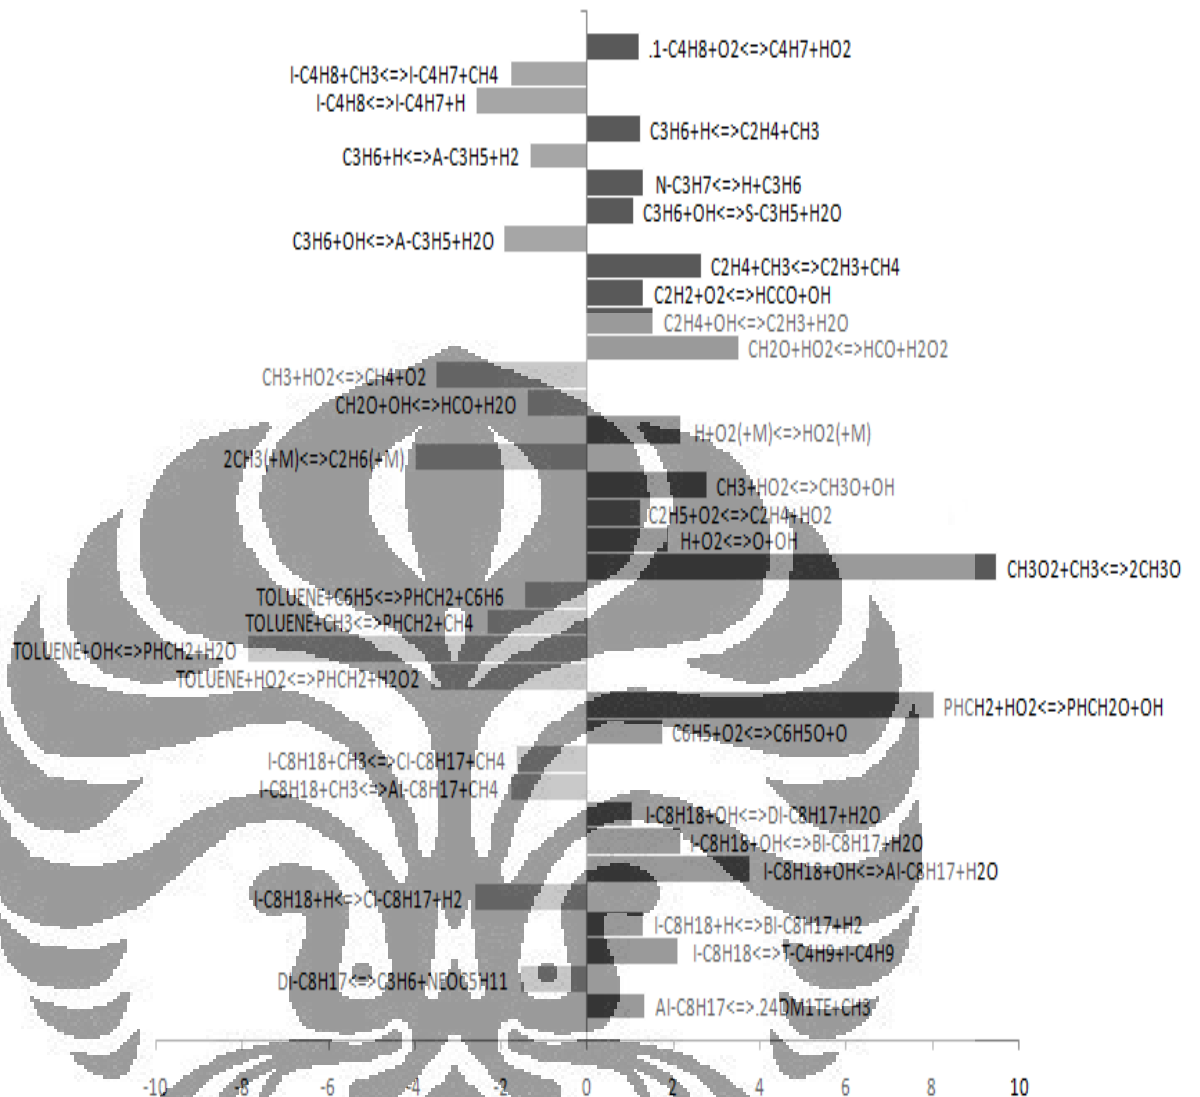 .1-C4H8+O2<=>C4H7+HO2
I-C4H8+CH3<=>I-C4H7+CH4
I-C4H8<=>I-C4H7+H
C3H6+H<=>C2H4+CH3
C3H6+H<=>A-C3H5+H2
N-C3H7<=>H+C3H6
C3H6+OH<=>S-C3H5+H2O
C3H6+OH<=>A-C3H5+H2O
C2H4+CH3<=>C2H3+CH4
C2H2+O2<=>HCCO+OH
C2H4+OH<=>C2H3+H2O
CH2O+HO2<=>HCO+H2O2
CH3+HO2<=>CH4+O2
CH2O+OH<=>HCO+H2O
H+O2(+M)<=>HO2(+M)
2CH3(+M)<=>C2H6(+M)
CH3+HO2<=>CH3O+OH
C2H5+O2<=>C2H4+HO2
H+O2<=>O+OH
CH3O2+CH3<=>2CH3O
TOLUENE+C6H5<=>PHCH2+C6H6
TOLUENE+CH3<=>PHCH2+CH4
TOLUENE+OH<=>PHCH2+H2O
TOLUENE+HO2<=>PHCH2+H2O2
PHCH2+HO2<=>PHCH2O+OH
C6H5+O2<=>C6H5O+O
I-C8H18+CH3<=>CI-C8H17+CH4
I-C8H18+CH3<=>AI-C8H17+CH4
I-C8H18+OH<=>DI-C8H17+H2O
I-C8H18+OH<=>BI-C8H17+H2O
I-C8H18+OH<=>AI-C8H17+H2O
I-C8H18+H<=>CI-C8H17+H2
I-C8H18+H<=>BI-C8H17+H2
I-C8H18<=>T-C4H9+I-C4H9
DI-C8H17<=>C3H6+NEOC5H11
AI-C8H17<=>.24DM1TE+CH3
-10 -8 -6 -4 -2 0 2 4 6 8 10